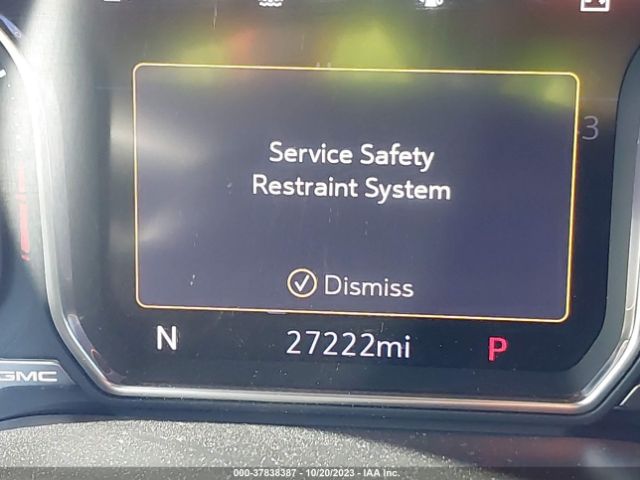 Service Safety
Restraint System
Dismiss
N
27222mi
P
GMC
000-37838387 - 10/20/2023 - IAA Inc.